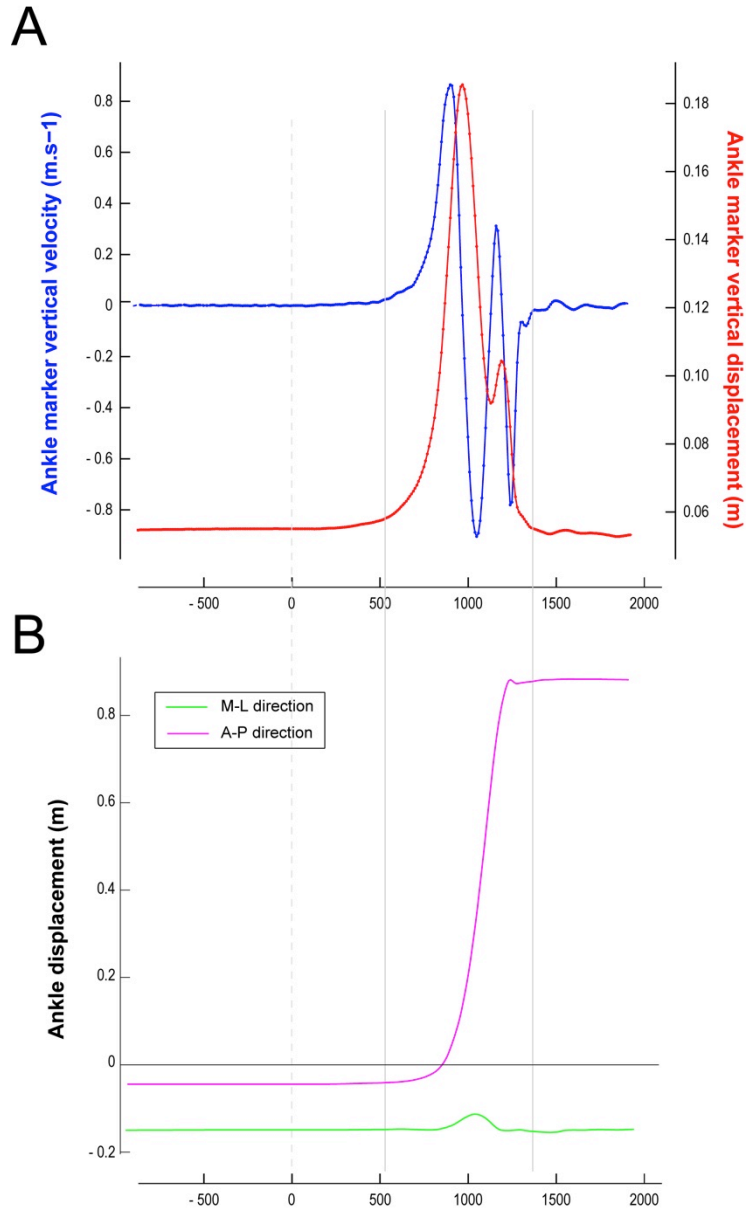 A
Ankle marker vertical velocity (m.s−1)
0.8
0.6
0.4
0.2
0
- 0.2
- 0.4
- 0.6
- 0.8
0.18
0.16
0.14
0.12
0.10
0.08
0.06
Ankle marker vertical displacement (m)
- 500 0 500 1000 1500 2000
B
M-L direction
A-P direction
Ankle displacement (m)
0.8
0.6
0.4
0.2
0
- 0.2
- 500 0 500 1000 1500 2000